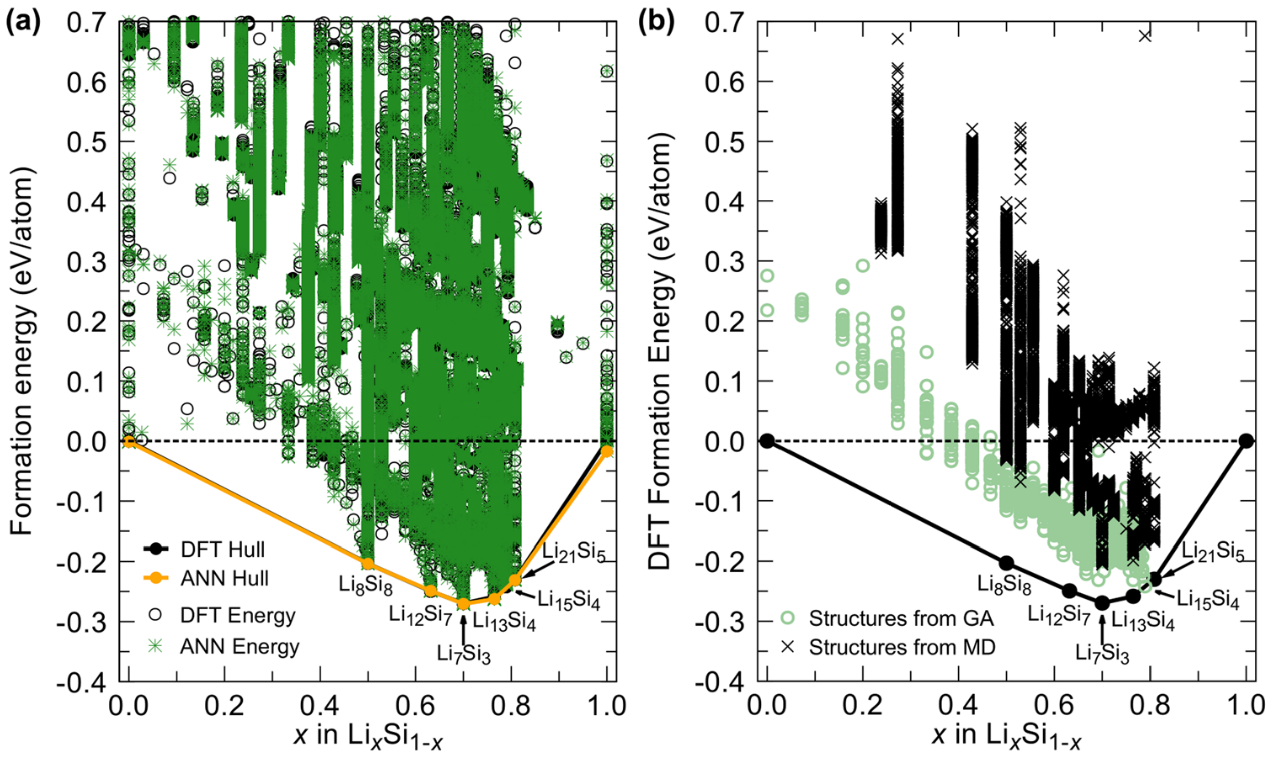 (a)
Formation energy (eV/atom)
0.7
0.6
0.5
0.4
0.3
0.2
0.1
0.0
-0.1
-0.2
-0.3
-0.4
DFT Hull
ANN Hull
DFT Energy
ANN Energy
Li₈Si₈
Li₁₂Si₇
Li₇Si₃
Li₁₃Si₄
Li₁₅Si₄
Li₂₁Si₅
0.0 0.2 0.4 0.6 0.8 1.0
x in LiₓSi₁₋ₓ
(b)
DFT Formation Energy (eV/atom)
0.7
0.6
0.5
0.4
0.3
0.2
0.1
0.0
-0.1
-0.2
-0.3
-0.4
Li₈Si₈
Li₁₂Si₇
Li₇Si₃
Li₁₃Si₄
Li₁₅Si₄
Li₂₁Si₅
Structures from GA
Structures from MD
0.0 0.2 0.4 0.6 0.8 1.0
x in LiₓSi₁₋ₓ